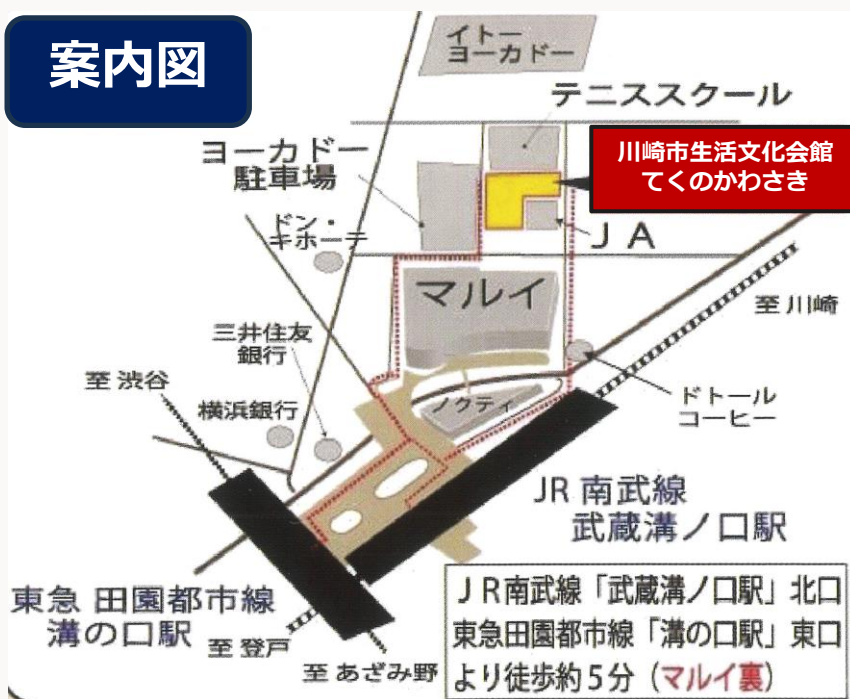 案内図
イトー
ヨーカドー
テニススクール
川崎市生活文化会館
てくのかわさき
ヨーカドー
駐車場
ドン・
キホーテ
JA
マルイ
三井住友
銀行
至 川崎
至 渋谷
横浜銀行
ノクティ
ドトール
コーヒー
JR 南武線
武蔵溝ノ口駅
東急 田園都市線
溝の口駅
至 登戸
至 あざみ野
JR南武線「武蔵溝ノ口駅」北口
東急田園都市線「溝の口駅」東口
より徒歩約5分(マルイ裏)